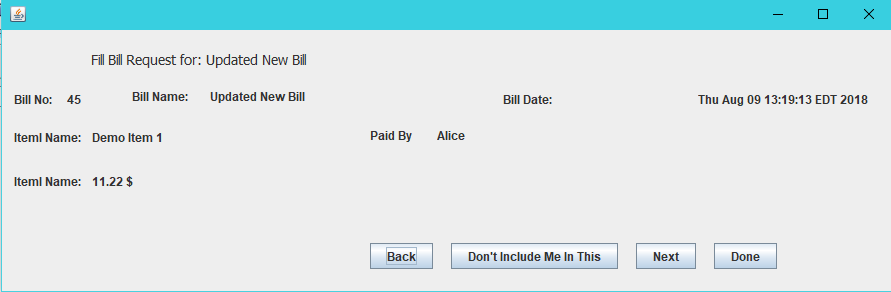 Fill Bill Request for: Updated New Bill
Bill No: 45 Bill Name: Updated New Bill Bill Date: Thu Aug 09 13:19:13 EDT 2018
Iteml Name: Demo Item 1 Paid By Alice
Iteml Name: 11.22 $
Back Don't Include Me In This Next Done